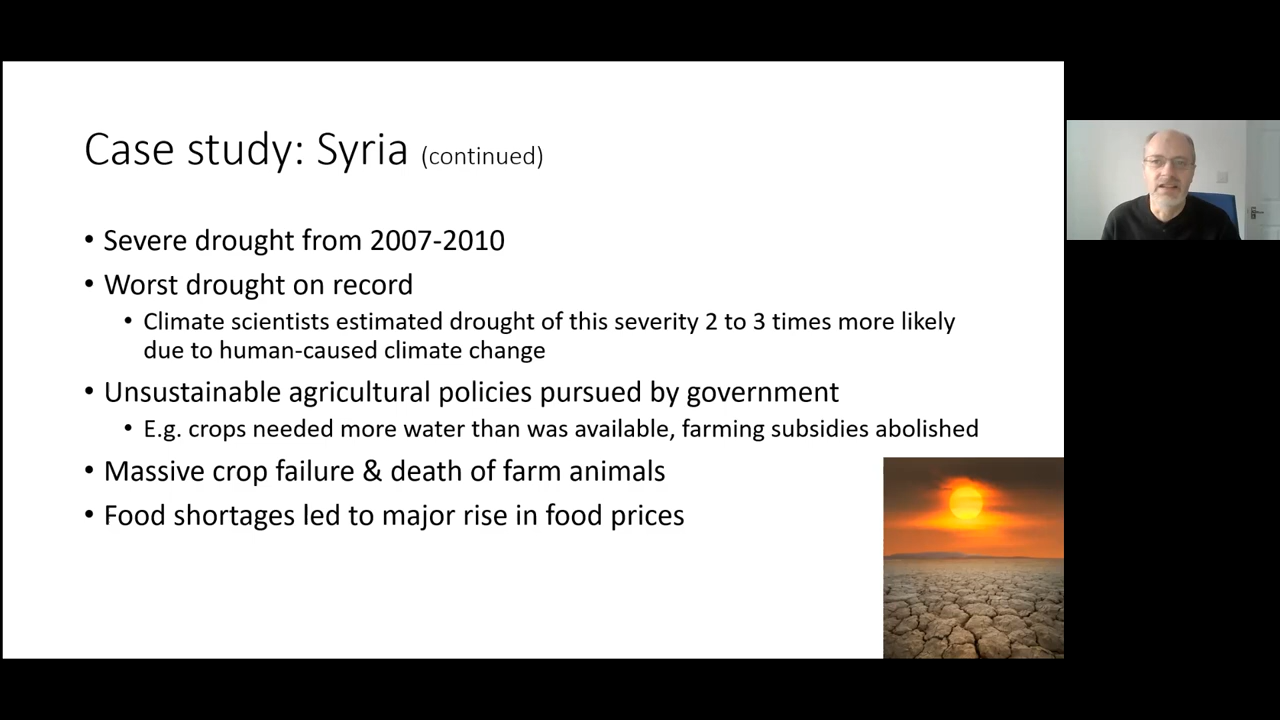 Case study: Syria (continued)
• Severe drought from 2007-2010
• Worst drought on record
• Climate scientists estimated drought of this severity 2 to 3 times more likely
due to human-caused climate change
• Unsustainable agricultural policies pursued by government
• E.g. crops needed more water than was available, farming subsidies abolished
• Massive crop failure & death of farm animals
• Food shortages led to major rise in food prices